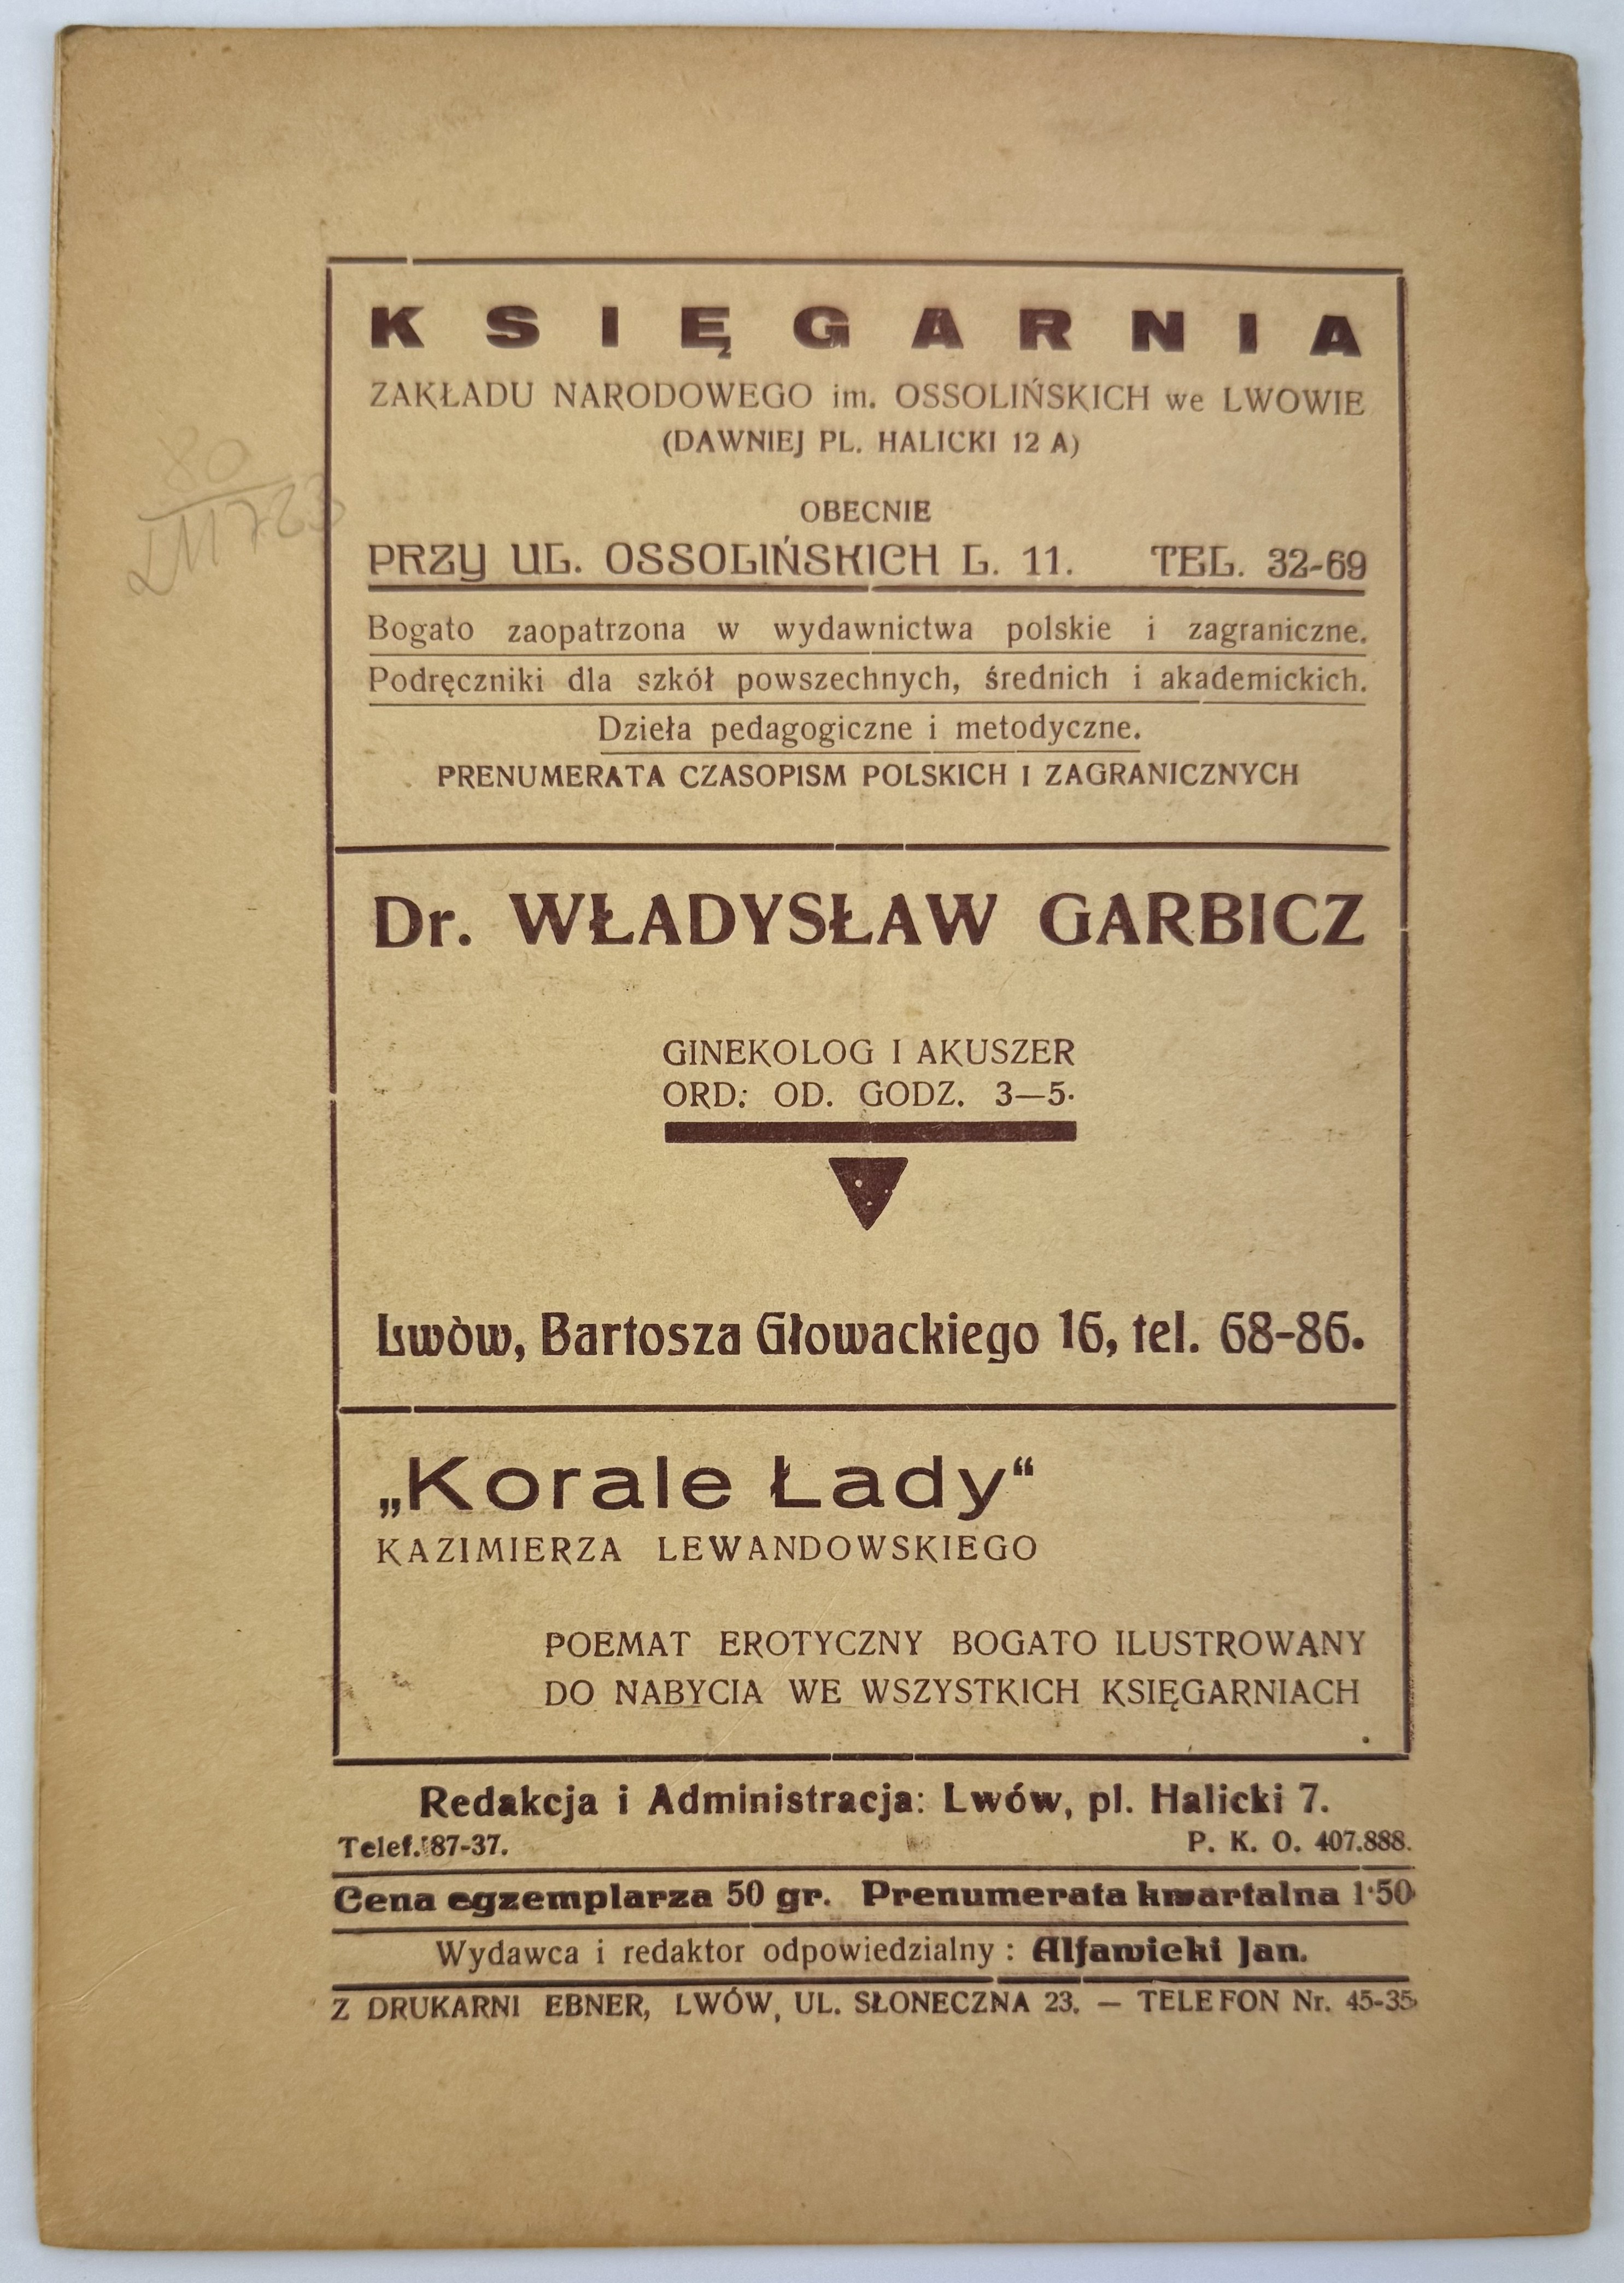 K S I Ę G A R N I A
ZAKŁADU NARODOWEGO im. OSSOLIŃSKICH we LWOWIE
(DAWNIEJ PL. HALICKI 12 A)
80
OBECNIE
PRZY UL. OSSOLIŃSKICH L. 11. TEL. 32-69
Bogato zaopatrzona w wydawnictwa polskie i zagraniczne.
Podręczniki dla szkół powszechnych, średnich i akademickich.
Dzieła pedagogiczne i metodyczne.
PRENUMERATA CZASOPISM POLSKICH I ZAGRANICZNYCH
Dr. WŁADYSŁAW GARBICZ
GINEKOLOG I AKUSZER
ORD: OD. GODZ. 3—5.
Lwòw, Bartosza Głowackiego 16, tel. 68-86.
„Korale Łady“
KAZIMIERZA LEWANDOWSKIEGO
POEMAT EROTYCZNY BOGATO ILUSTROWANY
DO NABYCIA WE WSZYSTKICH KSIĘGARNIACH
Redakcja i Administracja: Lwów, pl. Halicki 7.
Telef. 87-37. P. K. O. 407.888.
Cena egzemplarza 50 gr. Prenumerata kwartalna 1·50
Wydawca i redaktor odpowiedzialny : Alfawicki Jan.
Z DRUKARNI EBNER, LWÓW, UL. SŁONECZNA 23. — TELEFON Nr. 45-35